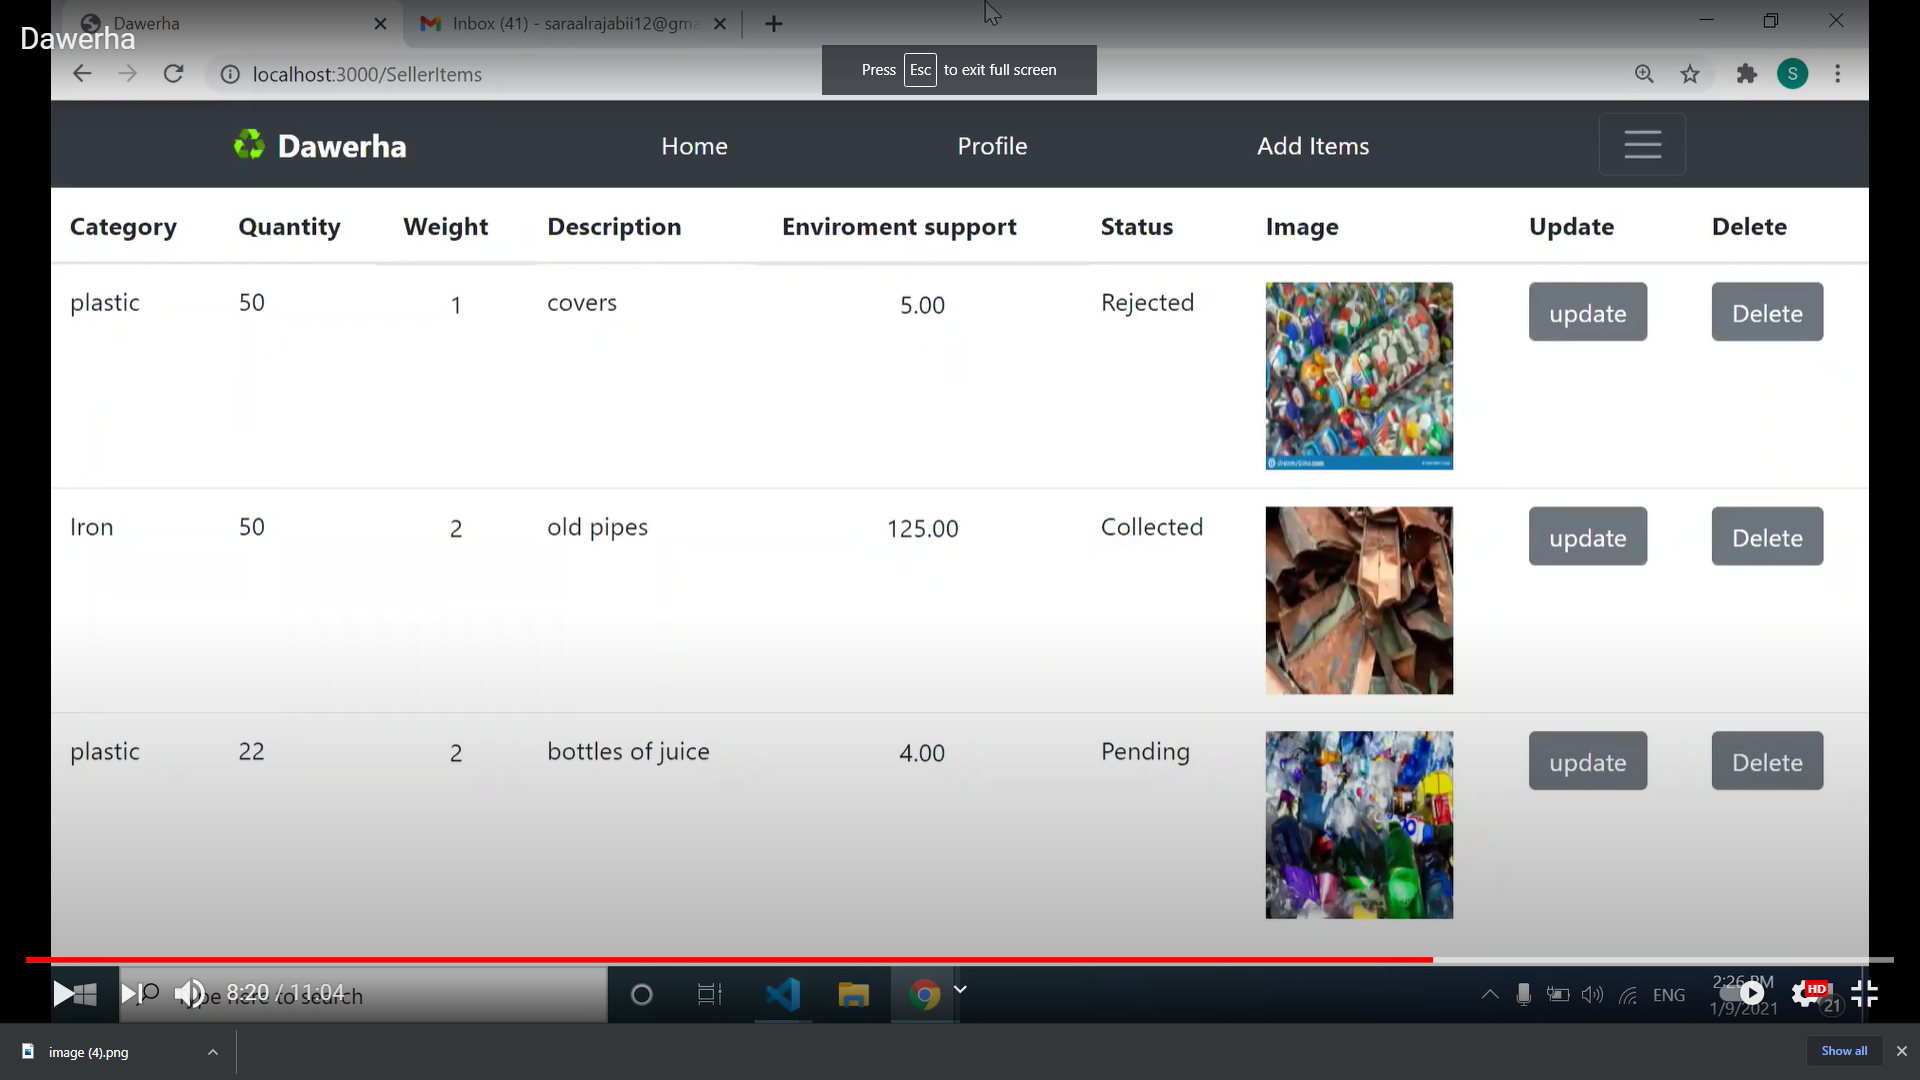 Dawerha
Inbox (41) - saraalrajabii12@gma
Dawerha
localhost:3000/SellerItems
Press Esc to exit full screen
S
Dawerha
Home
Profile
Add Items
Category Quantity Weight Description Enviroment support Status Image Update Delete
plastic 50 1 covers 5.00 Rejected update Delete
Iron 50 2 old pipes 125.00 Collected update Delete
plastic 22 2 bottles of juice 4.00 Pending update Delete
8:20 / 11:04
here to search
ENG
2:26 PM
1/9/2021
HD
21
image (4).png
Show all